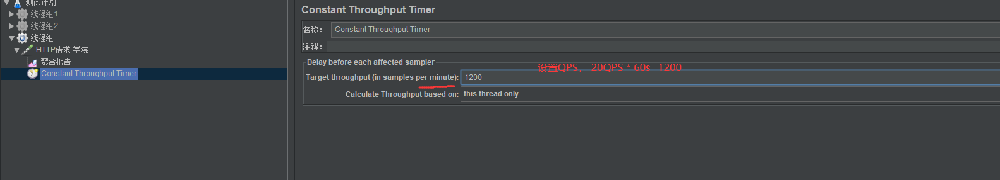 测试计划
线程组1
线程组2
线程组
HTTP请求-学院
聚合报告
Constant Throughput Timer
Constant Throughput Timer
名称： Constant Throughput Timer
注释：
Delay before each affected sampler
设置QPS， 20QPS * 60s=1200
Target throughput (in samples per minute): 1200
Calculate Throughput based on: this thread only